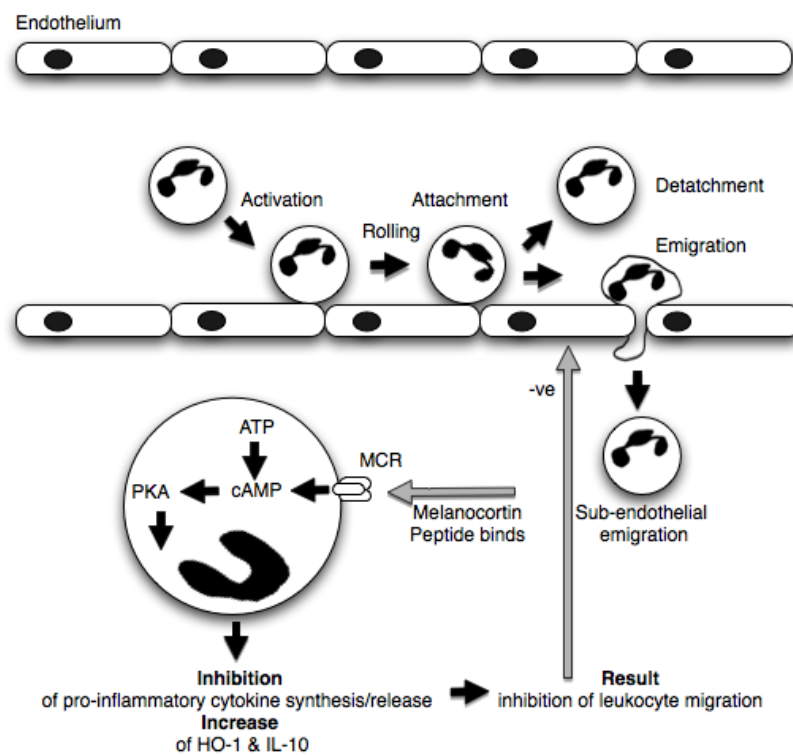 Endothelium
Activation
Rolling
Attachment
Detatchment
Emigration
-ve
ATP
MCR
PKA
cAMP
Melanocortin
Peptide binds
Sub-endothelial
emigration
Inhibition
of pro-inflammatory cytokine synthesis/release
Increase
of HO-1 & IL-10
Result
inhibition of leukocyte migration